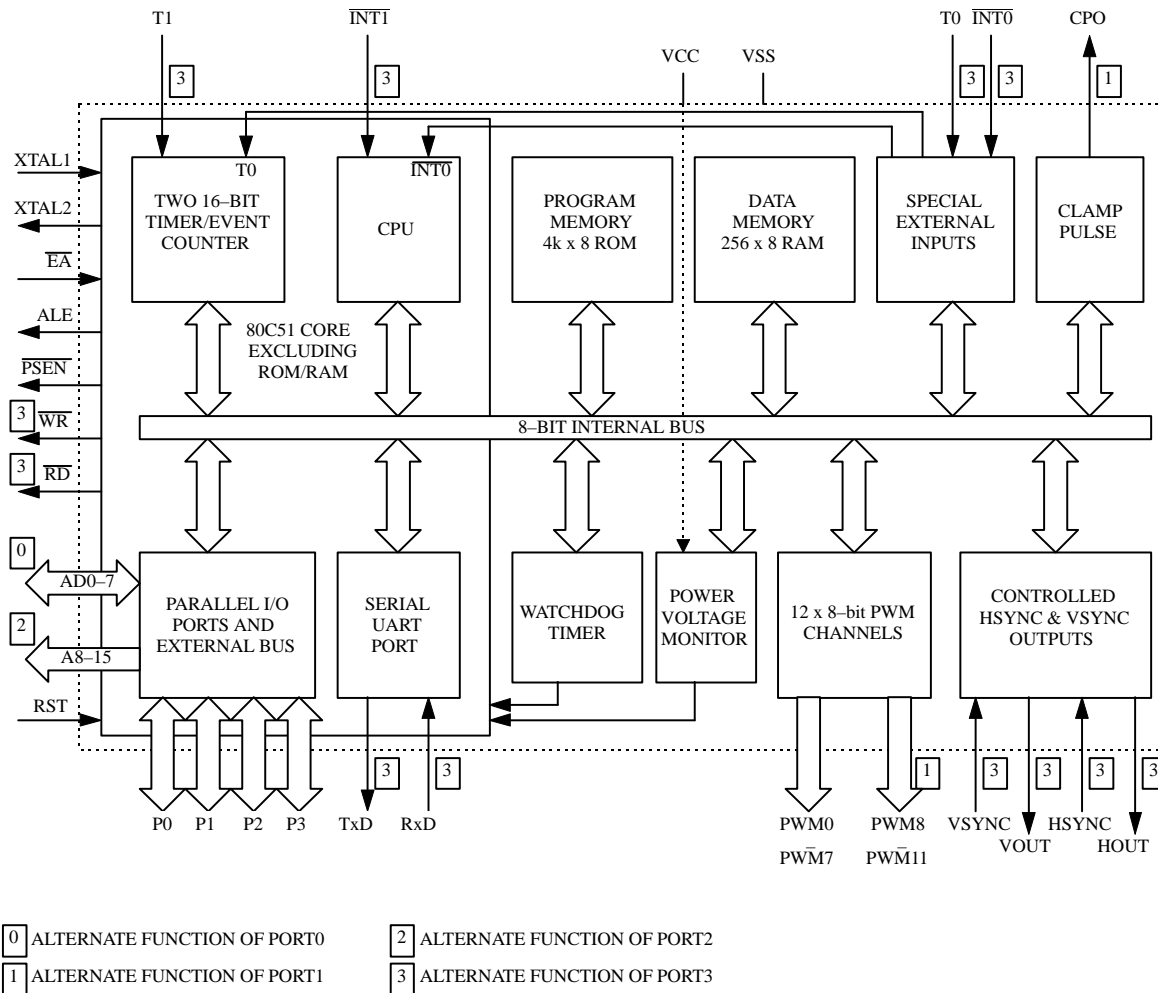 T1 INT1 T0 INT0 CPO
VCC VSS
3 3 3 3 1
T0 INT0
XTAL1
XTAL2
EA
ALE
PSEN
3 WR
3 RD
TWO 16–BIT
TIMER/EVENT
COUNTER
CPU
PROGRAM
MEMORY
4k x 8 ROM
DATA
MEMORY
256 x 8 RAM
SPECIAL
EXTERNAL
INPUTS
CLAMP
PULSE
80C51 CORE
EXCLUDING
ROM/RAM
8–BIT INTERNAL BUS
0 AD0–7
2 A8–15
RST
PARALLEL I/O
PORTS AND
EXTERNAL BUS
SERIAL
UART
PORT
WATCHDOG
TIMER
POWER
VOLTAGE
MONITOR
12 x 8–bit PWM
CHANNELS
CONTROLLED
HSYNC & VSYNC
OUTPUTS
3 3 1 3 3 3 3
P0 P1 P2 P3 TxD RxD PWM0 PWM8 VSYNC HSYNC
VOUT HOUT
–
PWM7
–
PWM11
0 ALTERNATE FUNCTION OF PORT0
1 ALTERNATE FUNCTION OF PORT1
2 ALTERNATE FUNCTION OF PORT2
3 ALTERNATE FUNCTION OF PORT3